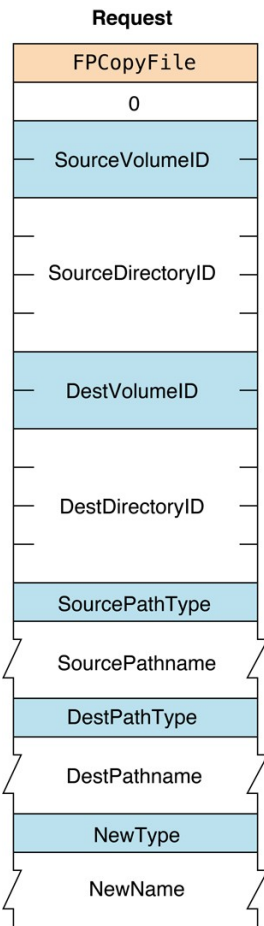 Request
FPCopyFile
0
SourceVolumeID
SourceDirectoryID
DestVolumeID
DestDirectoryID
SourcePathType
SourcePathname
DestPathType
DestPathname
NewType
NewName